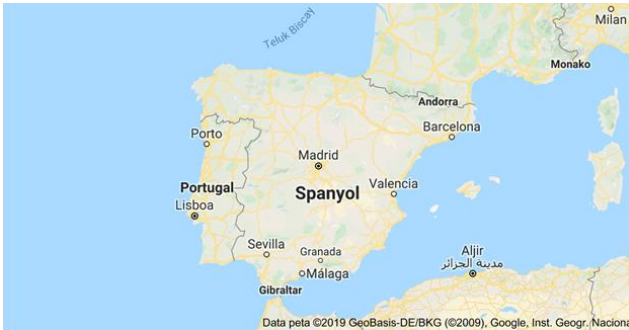 Milan
Teluk Biscay
Monako
Andorra
Porto
Barcelona
Madrid
Portugal
Spanyol
Valencia
Lisboa
Sevilla
Granada
Aljir
مدينة الجزائر
Málaga
Gibraltar
Data peta ©2019 GeoBasis-DE/BKG (©2009), Google, Inst. Geogr. Naciona